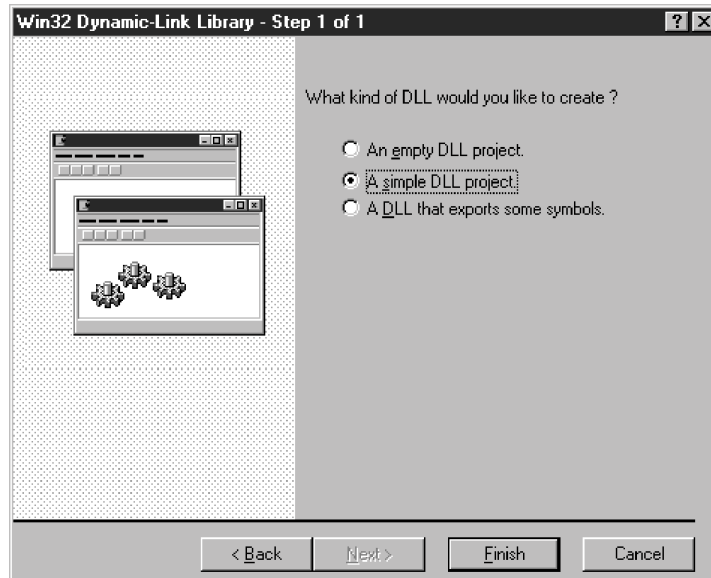 Win32 Dynamic-Link Library - Step 1 of 1
What kind of DLL would you like to create ?
An empty DLL project.
A simple DLL project.
A DLL that exports some symbols.
< Back
Next >
Finish
Cancel